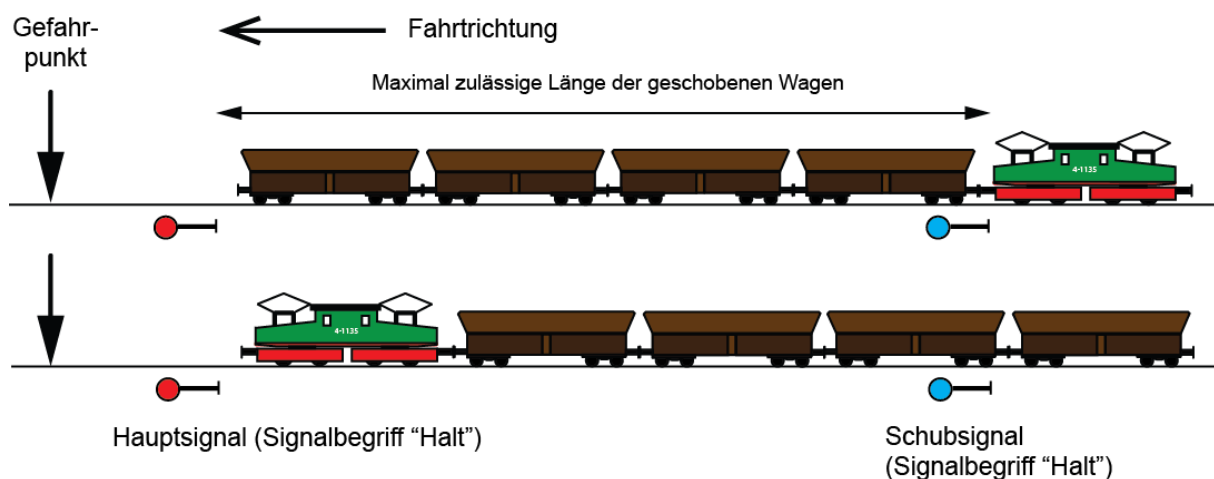 Gefahr-
punkt
Fahrtrichtung
Maximal zulässige Länge der geschobenen Wagen
4-1135
4-1135
Hauptsignal (Signalbegriff “Halt”)
Schubsignal
(Signalbegriff “Halt”)